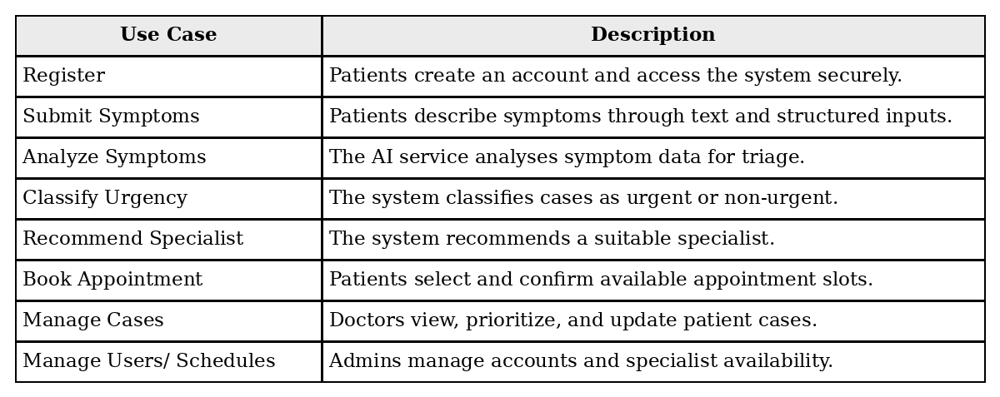 Use Case Description
Register Patients create an account and access the system securely.
Submit Symptoms Patients describe symptoms through text and structured inputs.
Analyze Symptoms The AI service analyses symptom data for triage.
Classify Urgency The system classifies cases as urgent or non-urgent.
Recommend Specialist The system recommends a suitable specialist.
Book Appointment Patients select and confirm available appointment slots.
Manage Cases Doctors view, prioritize, and update patient cases.
Manage Users/ Schedules Admins manage accounts and specialist availability.